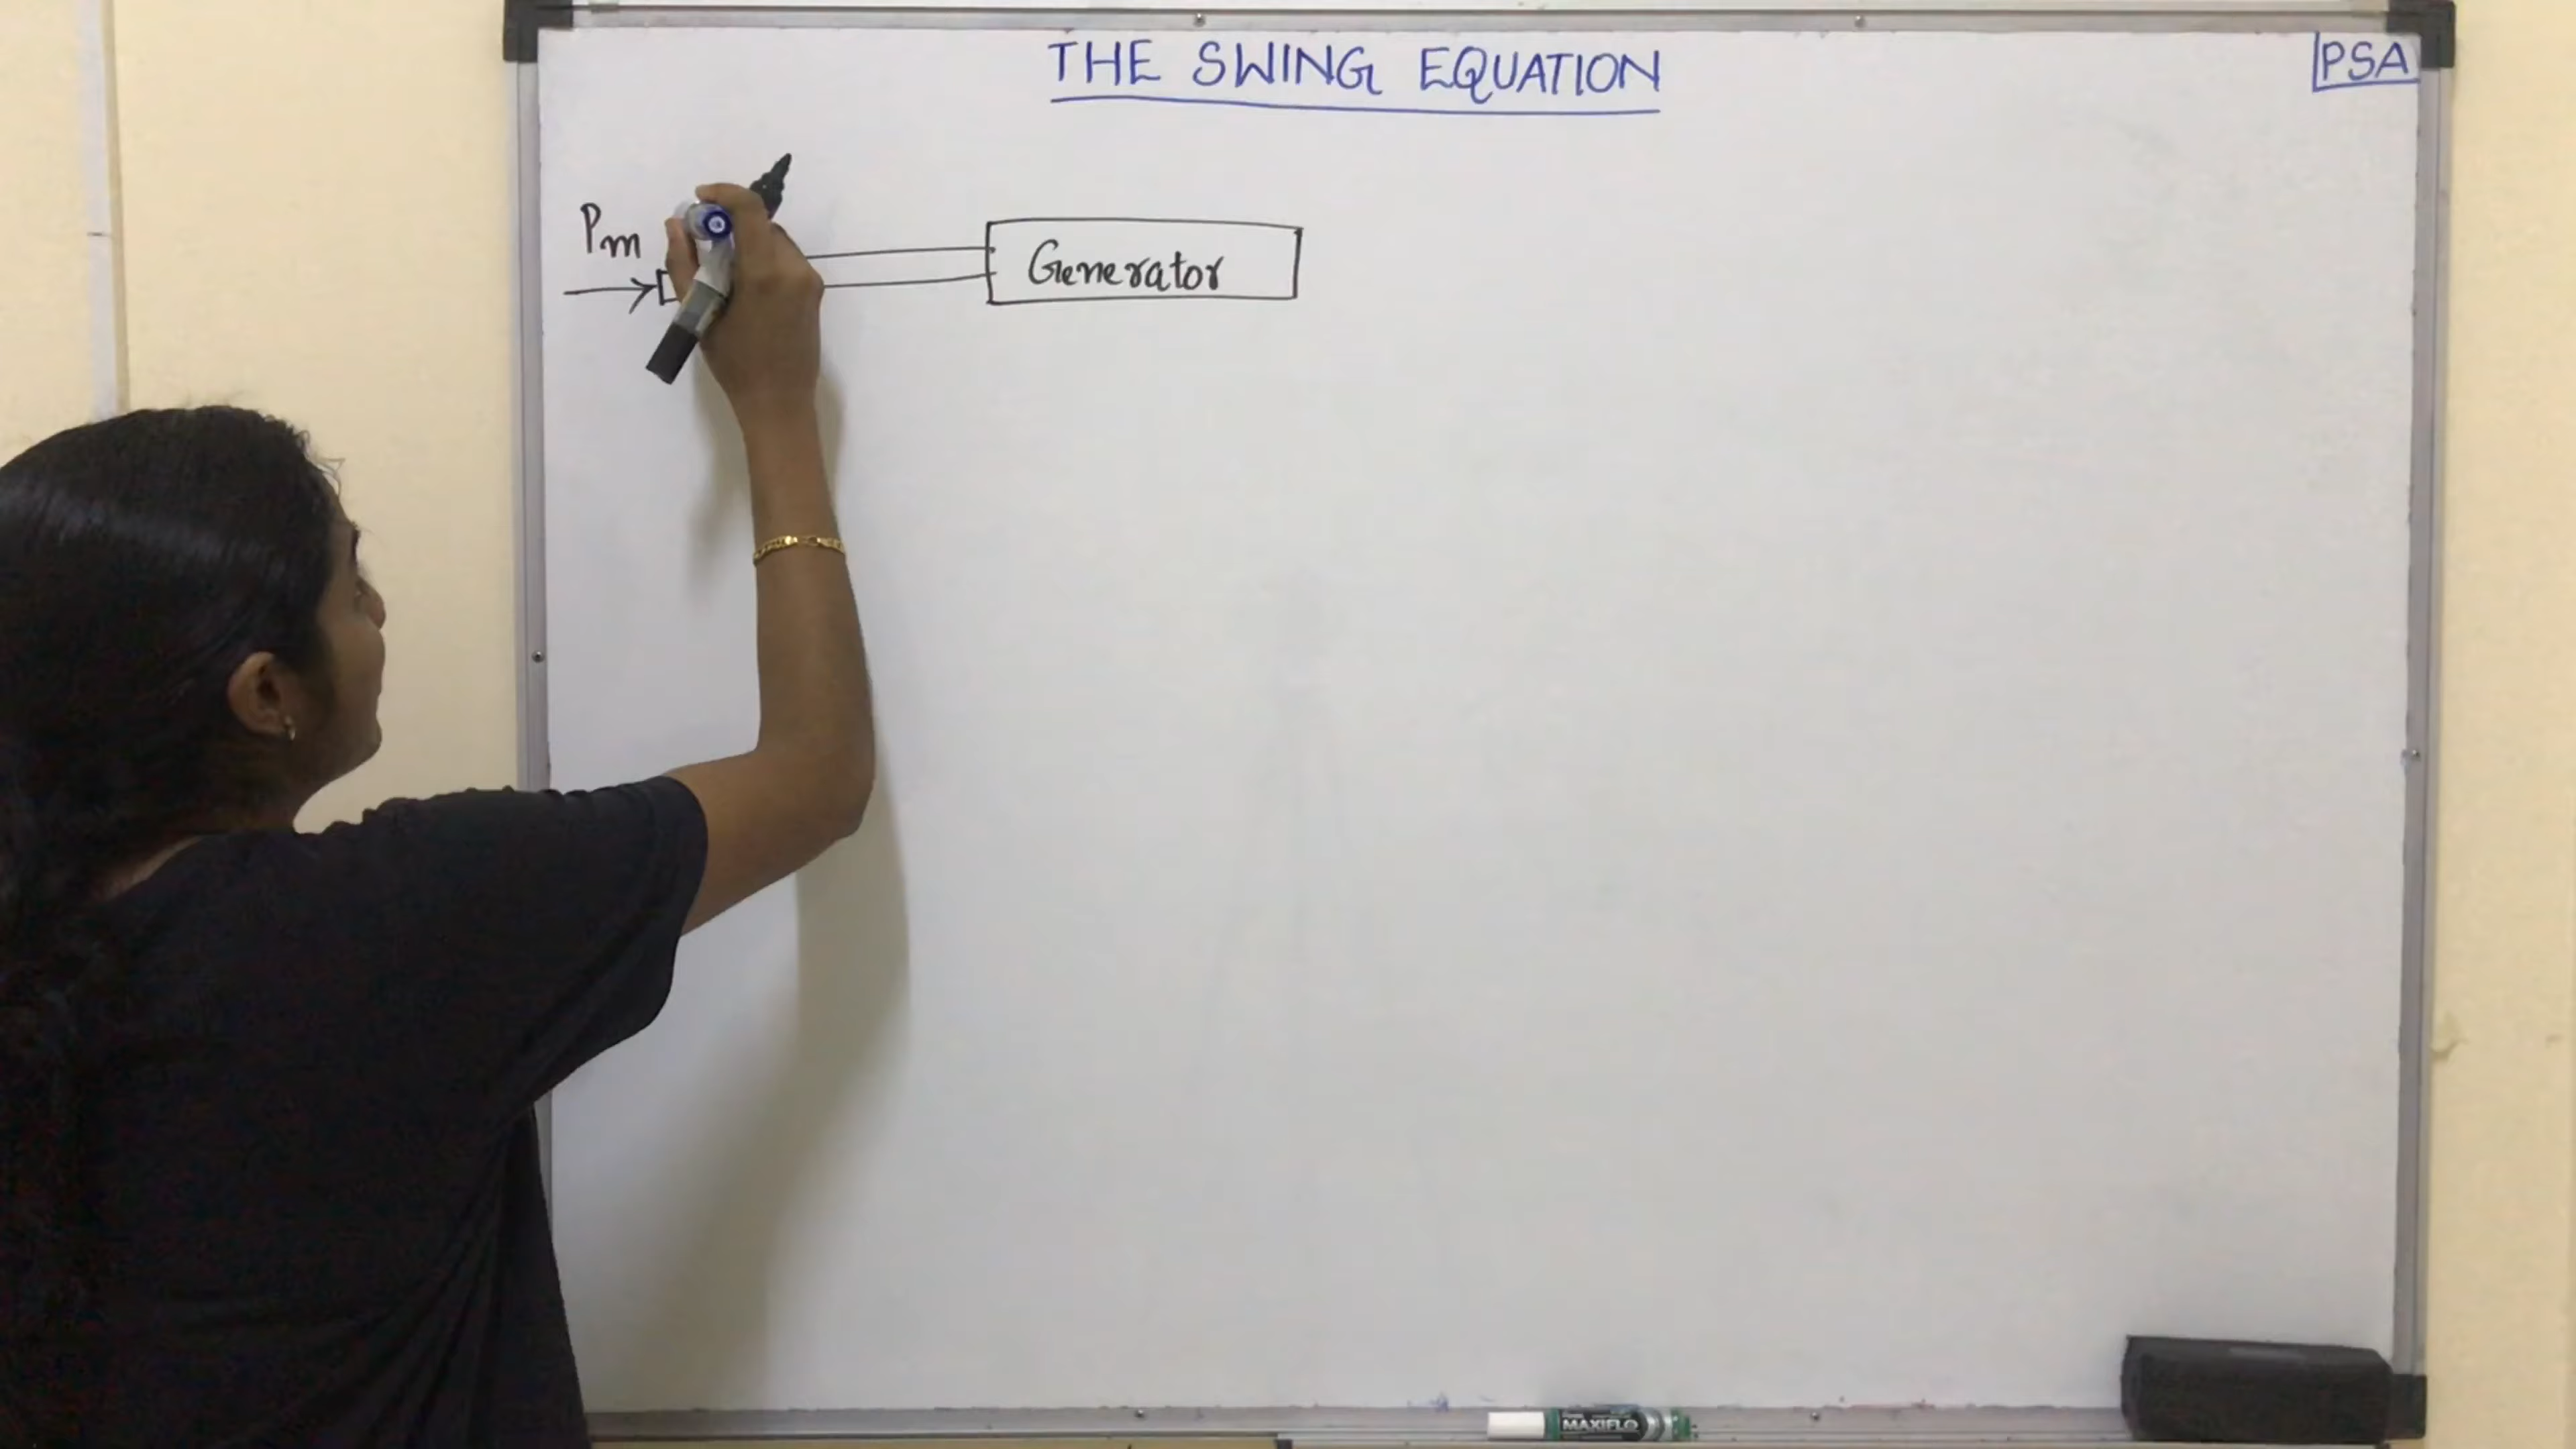 THE SWING EQUATION
PSA
Pm
Generator
MAXIFLO